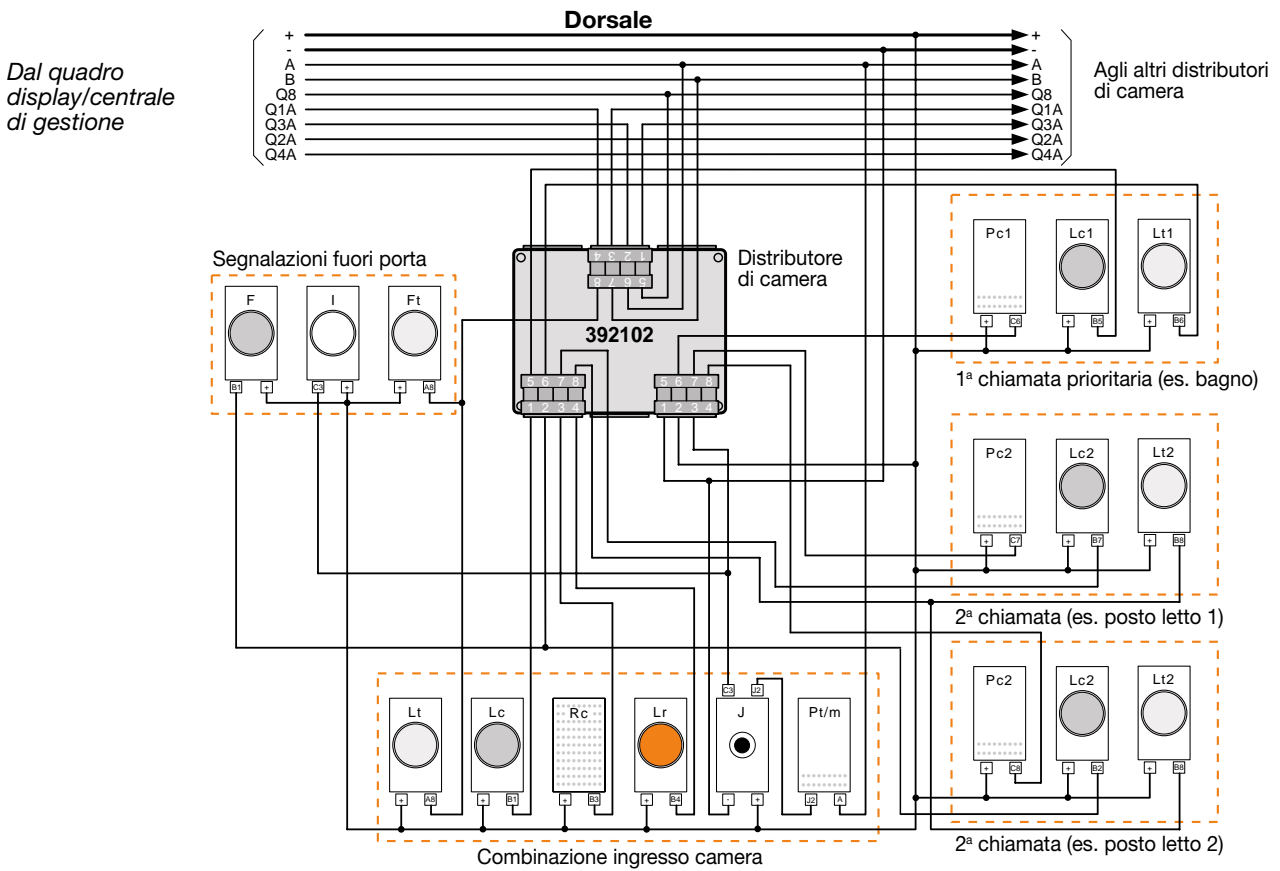 Dorsale
Dal quadro
display/centrale
di gestione
+ +
- -
A A
B B
Q8 Q8
Q1A Q1A
Q3A Q3A
Q2A Q2A
Q4A Q4A
Agli altri distributori
di camera
Segnalazioni fuori porta
F I Ft
B1 + C3 + + A8
4 3 2 1
8 7 6 5
392102
5 6 7 8
1 2 3 4
5 6 7 8
1 2 3 4
Distributore
di camera
Pc1 Lc1 Lt1
+ C6 + B5 + B6
1ª chiamata prioritaria (es. bagno)
Pc2 Lc2 Lt2
+ C7 + B7 + B8
2ª chiamata (es. posto letto 1)
Pc2 Lc2 Lt2
+ C8 + B2 + B8
2ª chiamata (es. posto letto 2)
C3 J2
Lt Lc Rc Lr J Pt/m
+ A8 + B1 + B3 + B4 - + J2 A
Combinazione ingresso camera